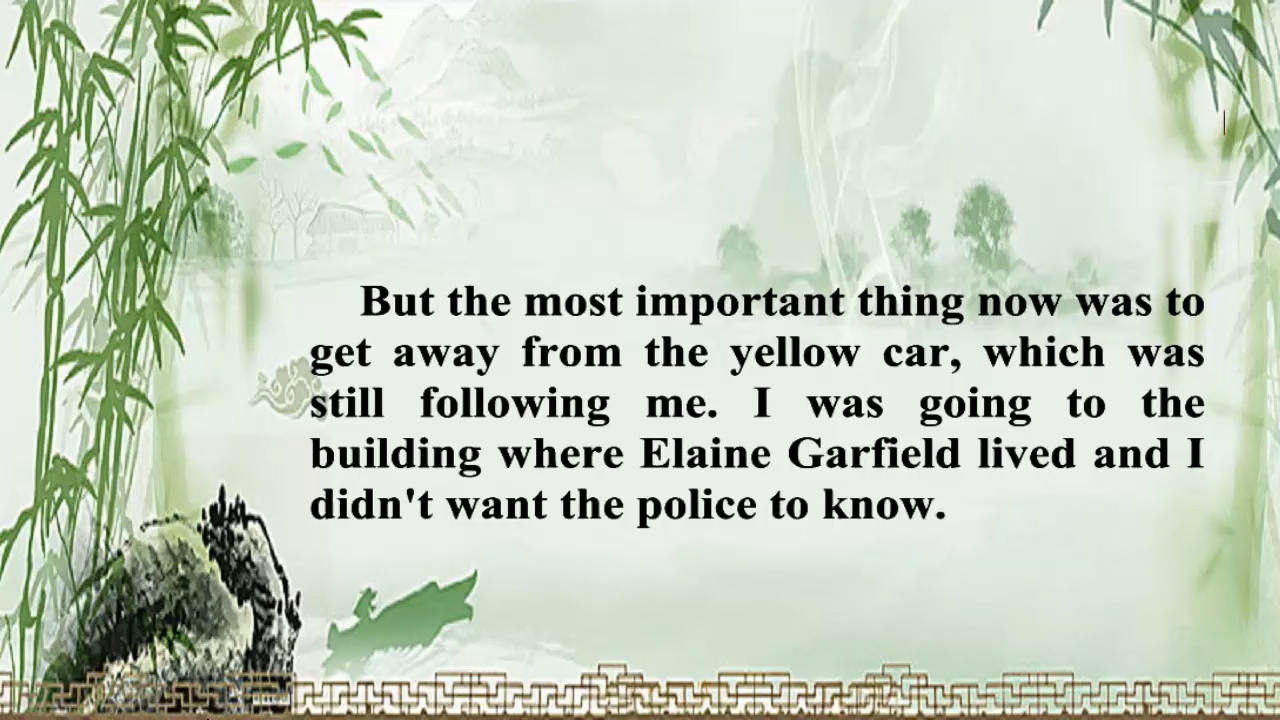 But the most important thing now was to
get away from the yellow car, which was
still following me. I was going to the
building where Elaine Garfield lived and I
didn't want the police to know.